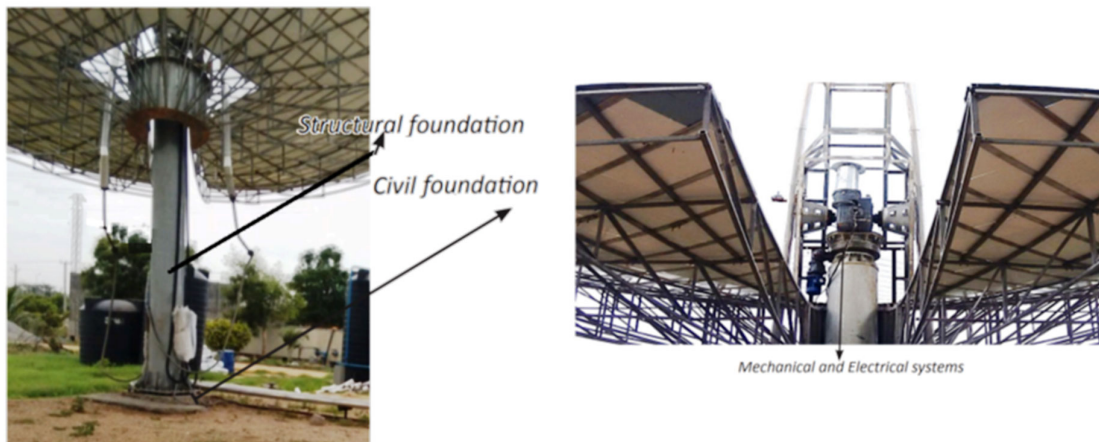 Structural foundation
Civil foundation
Mechanical and Electrical systems